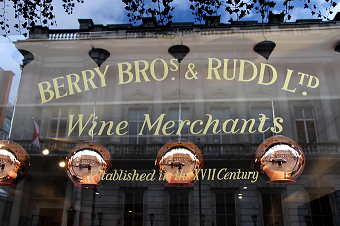 BERRY BROS. & RUDD LTD
Wine Merchants
Established in the XVII Century